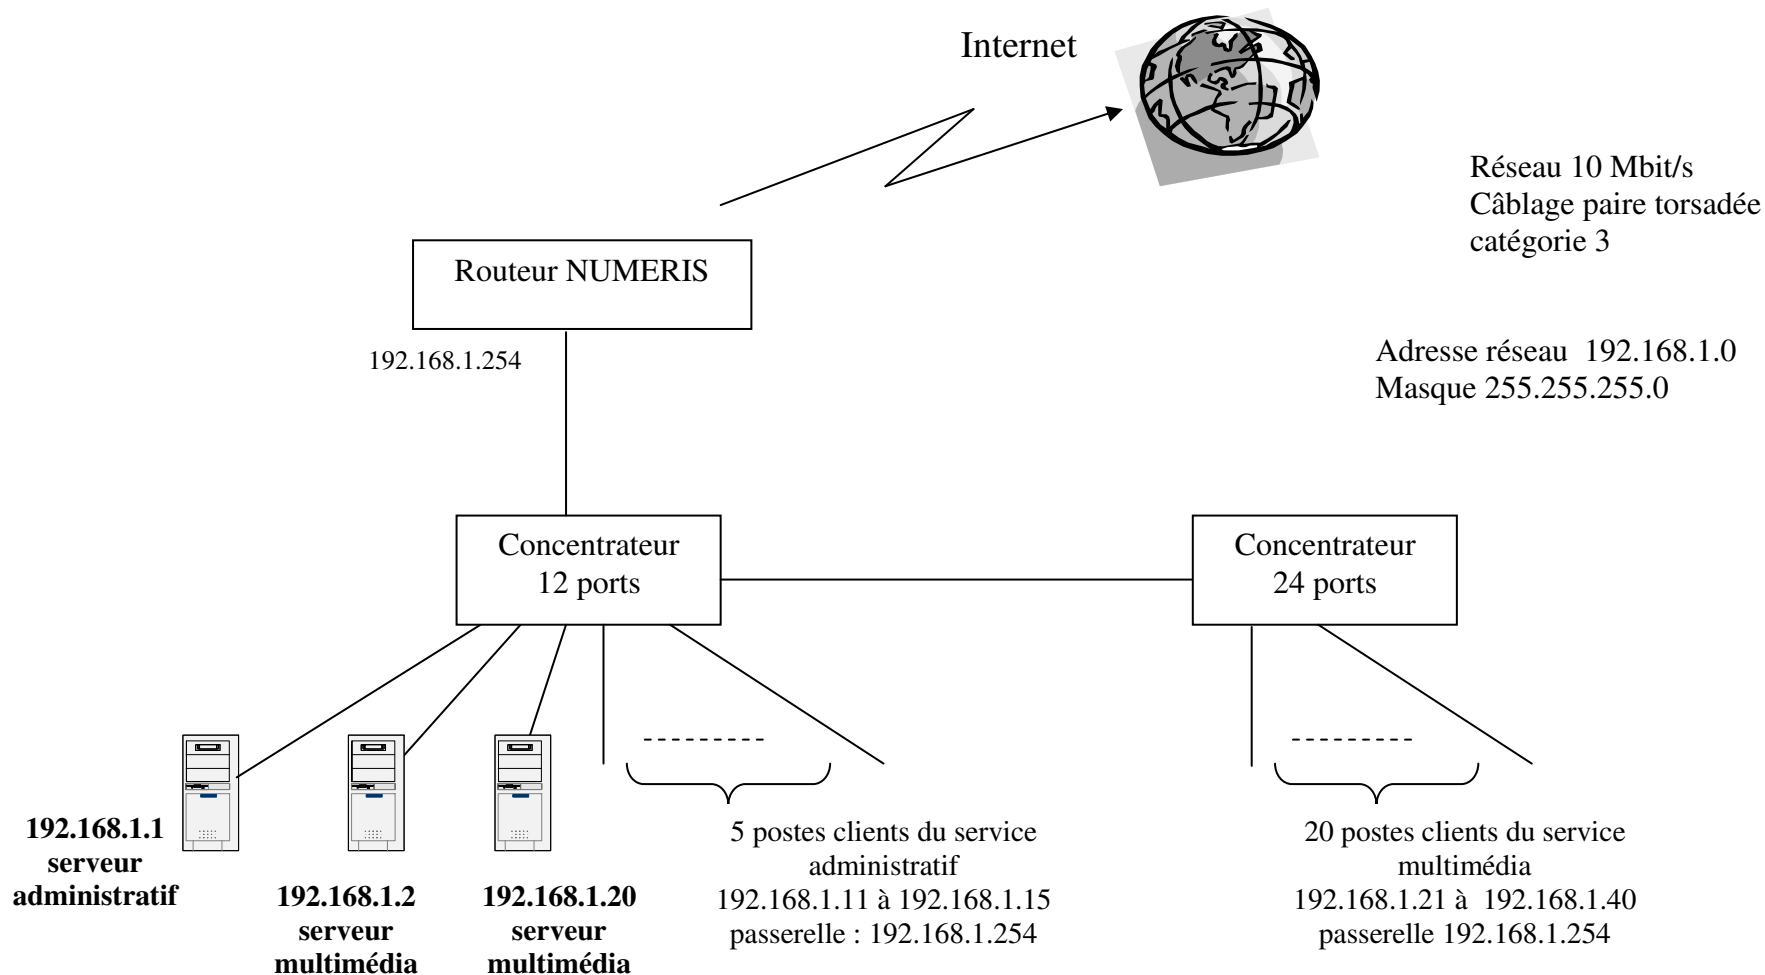 Internet
Réseau 10 Mbit/s
Câblage paire torsadée
catégorie 3
Routeur NUMERIS
192.168.1.254
Adresse réseau  192.168.1.0
Masque 255.255.255.0
Concentrateur
12 ports
Concentrateur
24 ports
192.168.1.1
serveur
administratif
192.168.1.2
serveur
multimédia
192.168.1.20
serveur
multimédia
5 postes clients du service
administratif
192.168.1.11 à 192.168.1.15
passerelle : 192.168.1.254
20 postes clients du service
multimédia
192.168.1.21 à  192.168.1.40
passerelle 192.168.1.254